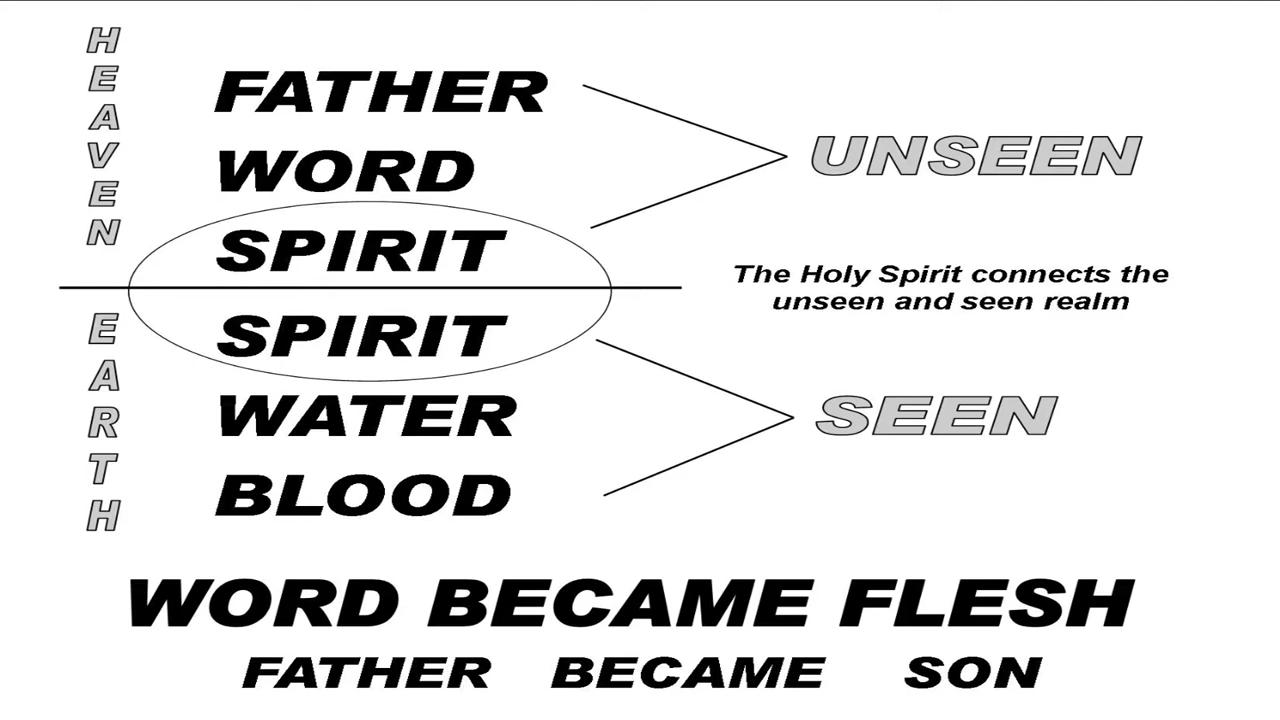 HEAVEN
FATHER
WORD
SPIRIT
UNSEEN
The Holy Spirit connects the
unseen and seen realm
EARTH
SPIRIT
WATER
BLOOD
SEEN
WORD BECAME FLESH
FATHER BECAME SON